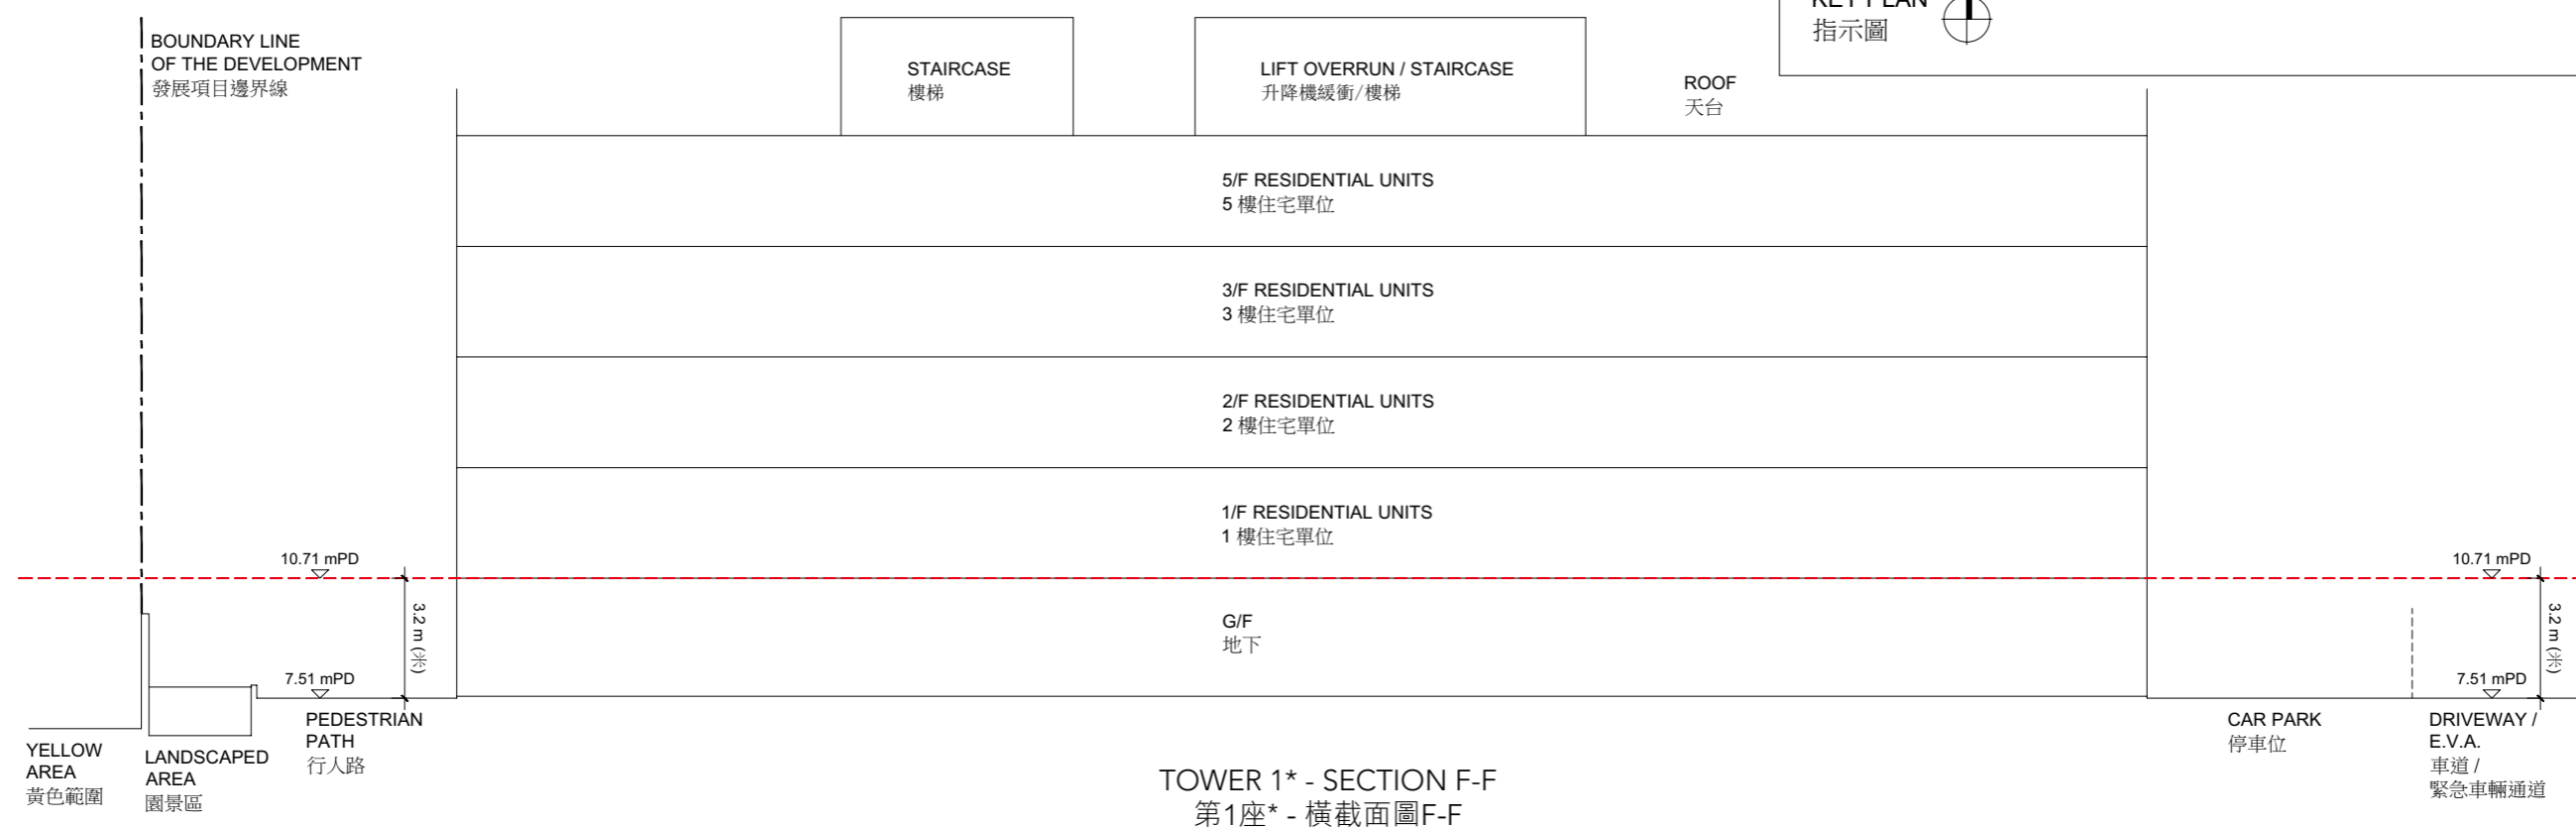 KEY PLAN
指示圖
BOUNDARY LINE
OF THE DEVELOPMENT
發展項目邊界線
STAIRCASE
樓梯
LIFT OVERRUN / STAIRCASE
升降機緩衝/樓梯
ROOF
天台
5/F RESIDENTIAL UNITS
5 樓住宅單位
3/F RESIDENTIAL UNITS
3 樓住宅單位
2/F RESIDENTIAL UNITS
2 樓住宅單位
1/F RESIDENTIAL UNITS
1 樓住宅單位
10.71 mPD
10.71 mPD
3.2 m (米)
3.2 m (米)
G/F
地下
7.51 mPD
7.51 mPD
YELLOW
AREA
黃色範圍
LANDSCAPED
AREA
園景區
PEDESTRIAN
PATH
行人路
CAR PARK
停車位
DRIVEWAY /
E.V.A.
車道 /
緊急車輛通道
TOWER 1* - SECTION F-F
第1座* - 橫截面圖F-F